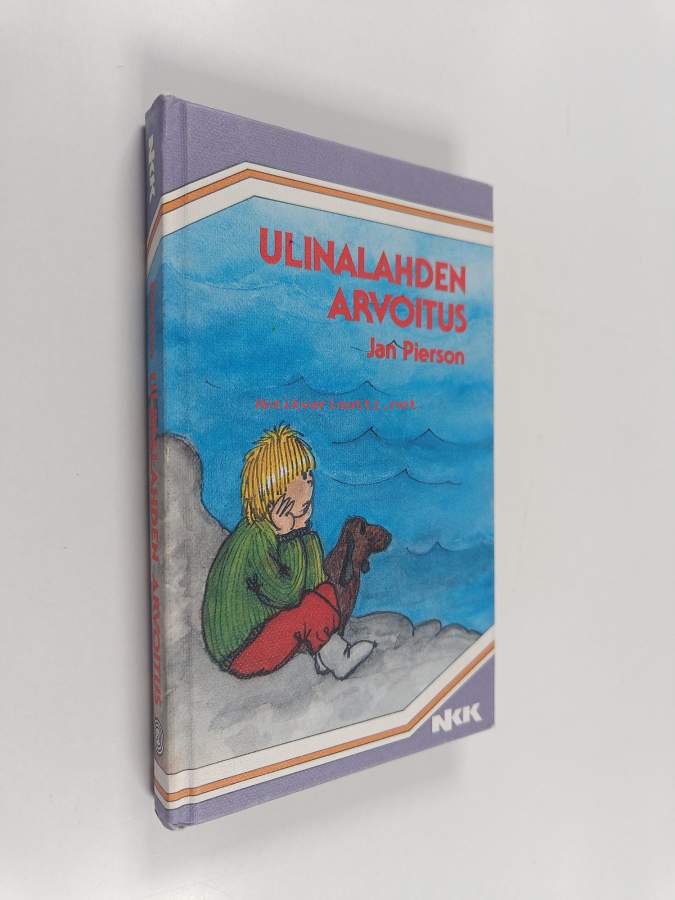 ULINALAHDEN
ARVOITUS
Jan Pierson
Antikvariaatti.net
NKK
NKK
ULINALAHDEN ARVOITUS